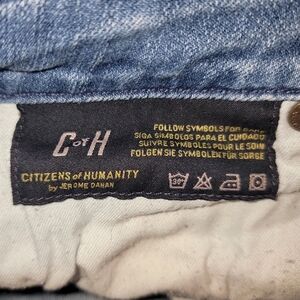 C of H
CITIZENS of HUMANITY
by JEROME DAHAN
FOLLOW SYMBOLS FOR CARE
SIGA SIMBOLOS PARA EL CUIDADO
SUIVRE SYMBOLES POUR LE SOIN
FOLGEN SIE SYMBOLEN FÜR SORGE
30°